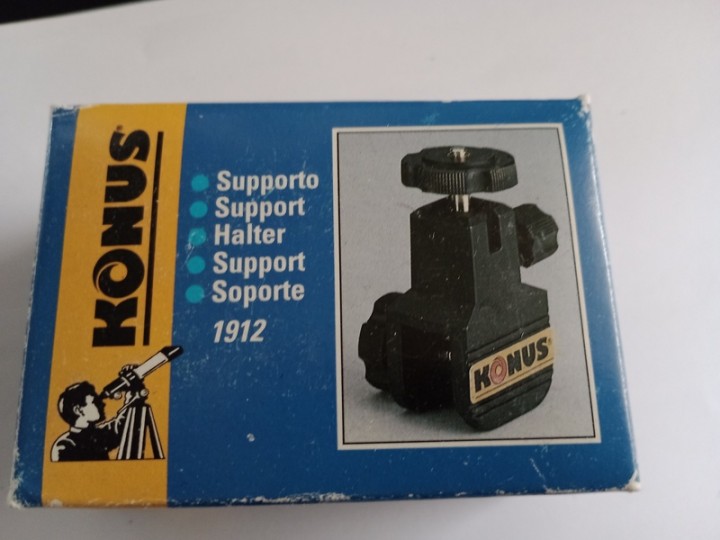 KONUS®
Supporto
Support
Halter
Support
Soporte
1912
KONUS